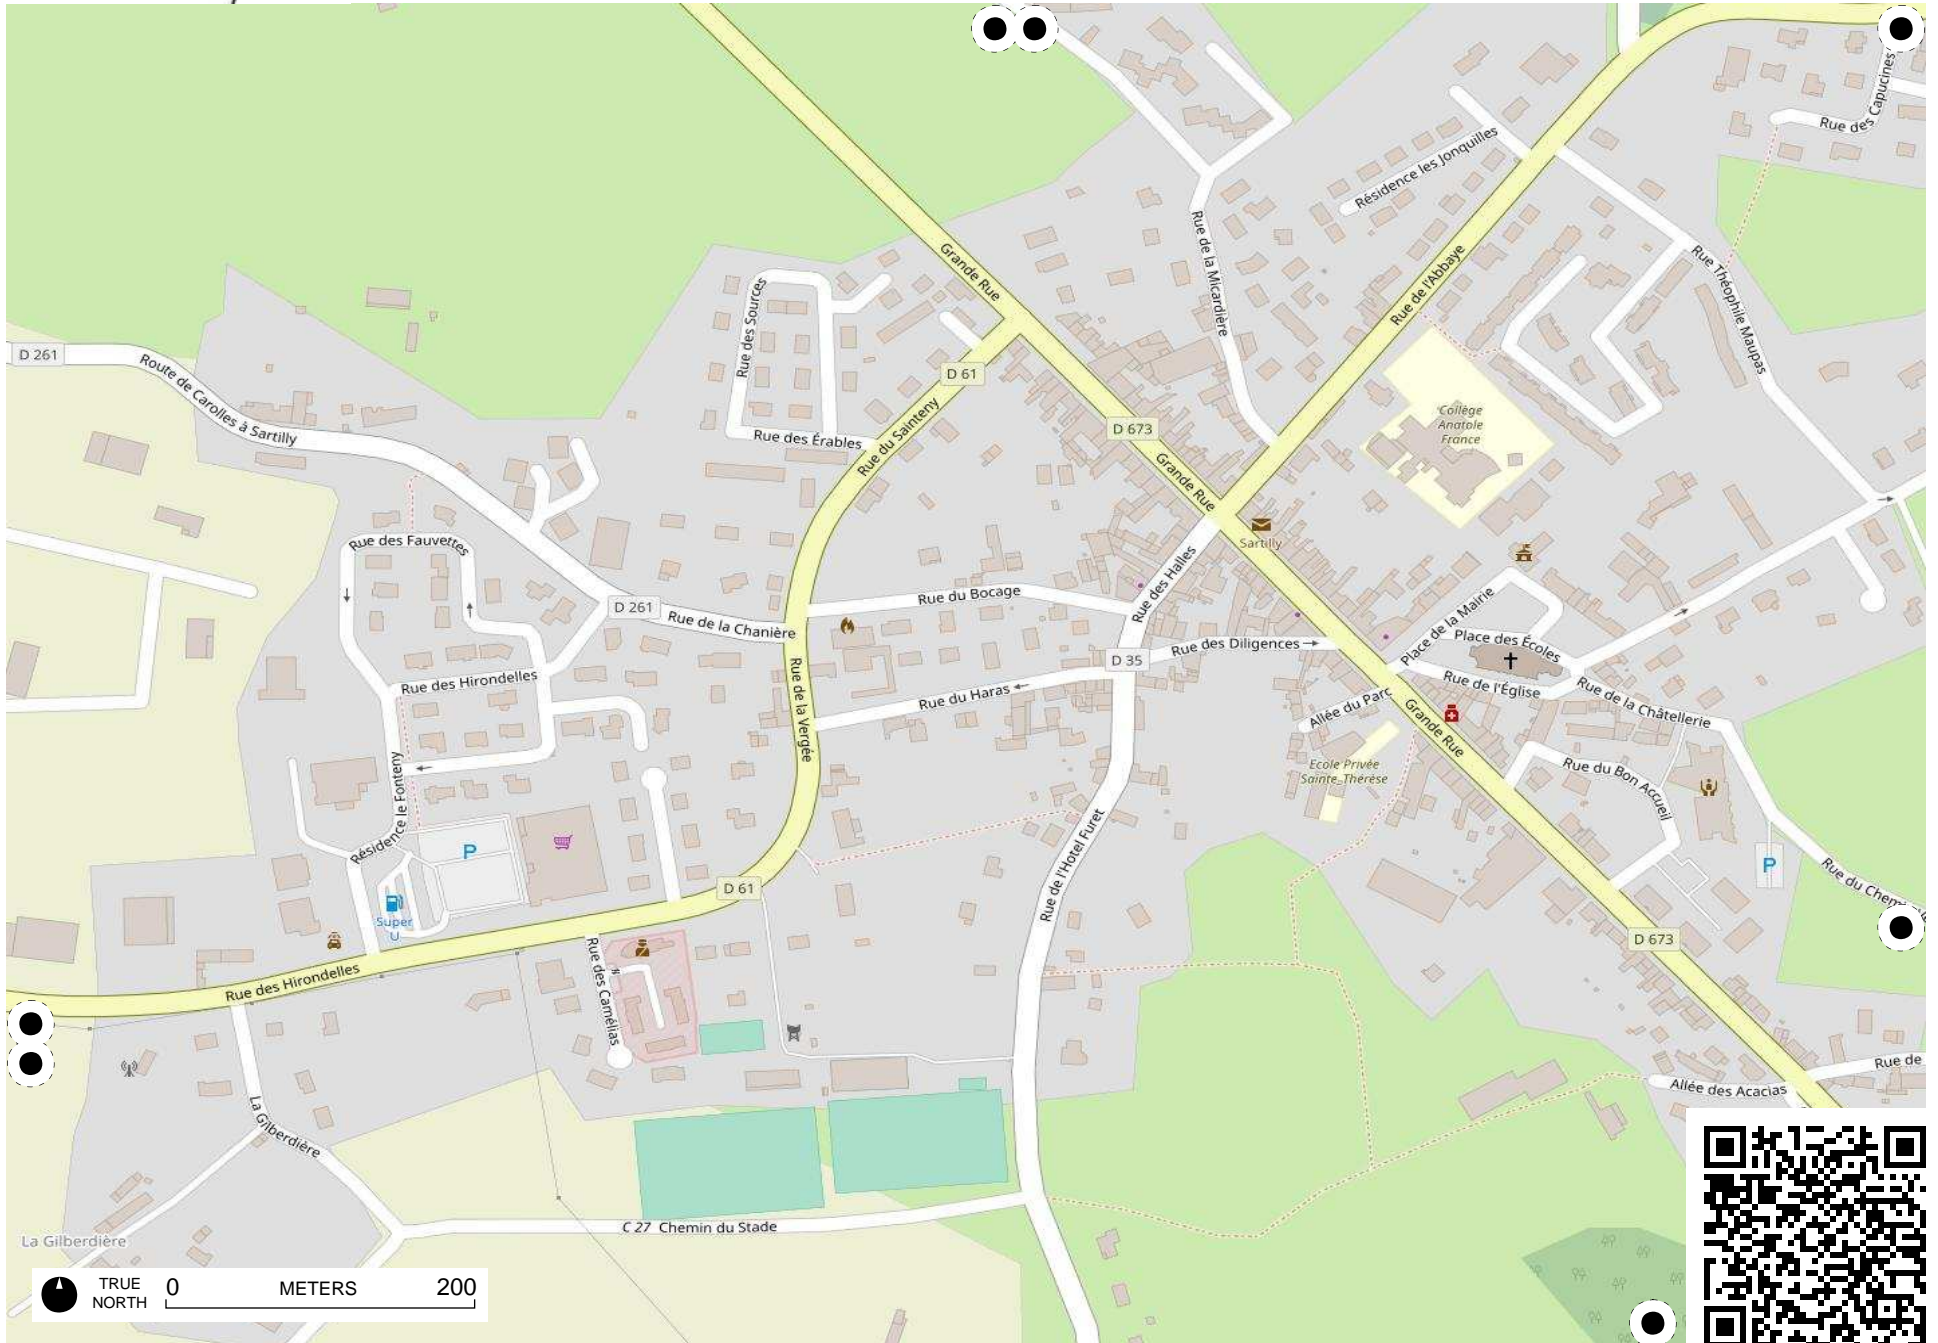 Rue des Capucines
Résidence les Jonquilles
Grande Rue
Rue de la Micardière
Rue de l'Abbaye
Rue Théophile Maupas
Rue des Sources
D 261
Route de Carolles à Sartilly
D 61
Rue du Sainteny
Rue des Érables
D 673
Grande Rue
Collège
Anatole
France
Sartilly
Rue des Fauvettes
Rue des Halles
Rue du Bocage
D 261
Rue de la Chanière
Place de la Mairie
Place des Écoles
Rue des Diligences
D 35
Rue des Hirondelles
Rue du Haras
Rue de la Vergée
Allée du Parc
Rue de l'Église
Rue de la Châtellerie
Grande Rue
Ecole Privée
Sainte-Thérèse
Rue du Bon Accueil
Résidence le Fonteny
P
Rue de l'Hotel Furet
P
Rue du Chemin
D 61
Super
U
D 673
Rue des Camélias
Rue des Hirondelles
Rue de
Allée des Acacias
La Gilberdière
C 27 Chemin du Stade
La Gilberdière
TRUE
NORTH
0 METERS 200